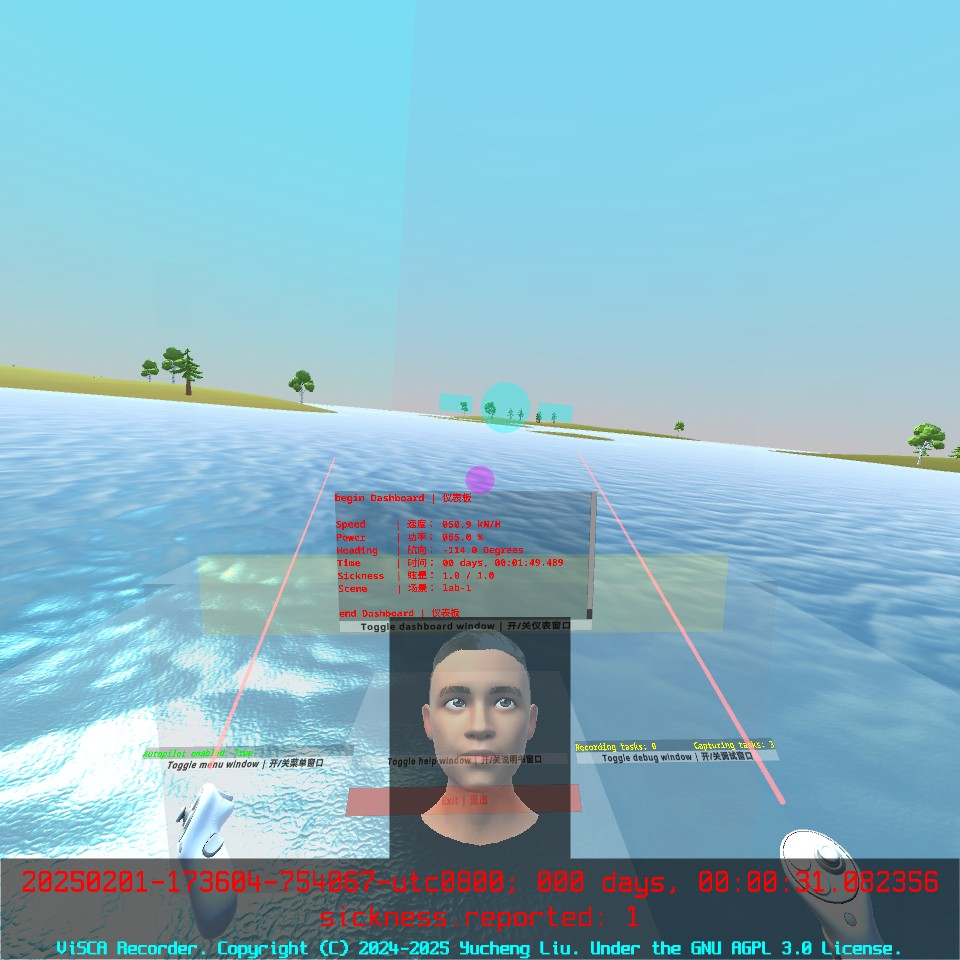 begin Dashboard | 仪表板
Speed | 速度: 050.9 kN/H
Power | 功率: 065.0 %
Heading | 航向: -114.0 Degrees
Time | 时间: 00 days, 00:01:49.489
Sickness | 眩晕: 1.0 / 1.0
Scene | 场景: lab-1
end Dashboard | 仪表板
Toggle dashboard window | 开/关仪表窗口
Autopilot enabled: True
Toggle menu window | 开/关菜单窗口
Toggle help window | 开/关说明书窗口
Recording tasks: 0 Capturing tasks: 3
Toggle debug window | 开/关调试窗口
Exit | 退出
20250201-173604-754067-utc0800; 000 days, 00:00:31.082356
sickness.reported: 1
ViSCA Recorder. Copyright (C) 2024-2025 Yucheng Liu. Under the GNU AGPL 3.0 License.